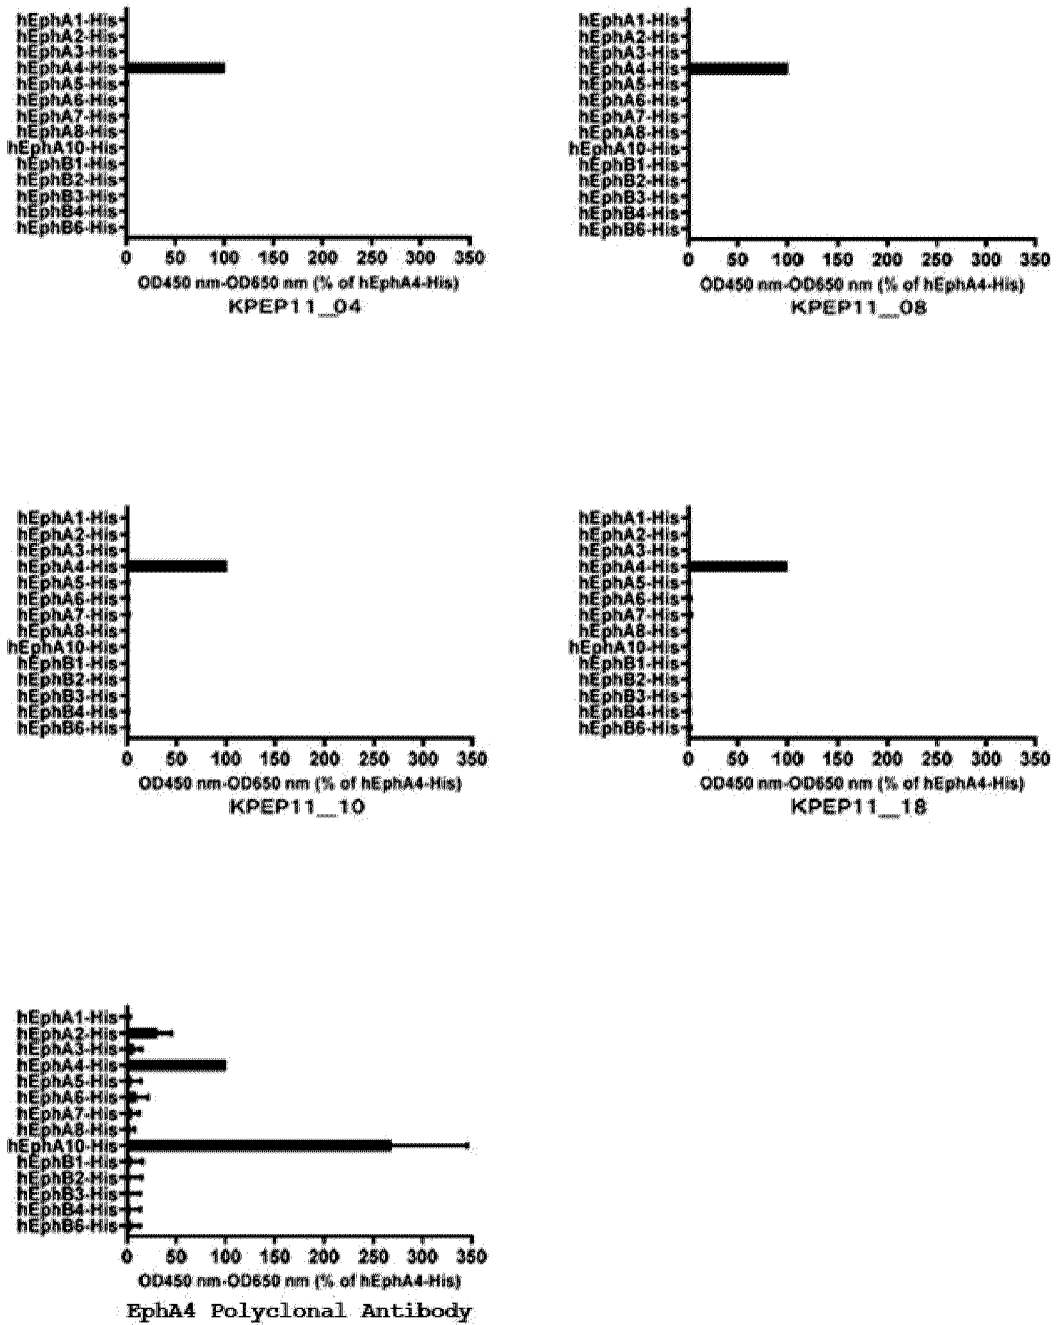 hEphA1-His
hEphA2-His
hEphA3-His
hEphA4-His
hEphA5-His
hEphA6-His
hEphA7-His
hEphA8-His
hEphA10-His
hEphB1-His
hEphB2-His
hEphB3-His
hEphB4-His
hEphB6-His
0 50 100 150 200 250 300 350
OD450 nm-OD650 nm (% of hEphA4-His)
KPEP11__04
hEphA1-His
hEphA2-His
hEphA3-His
hEphA4-His
hEphA5-His
hEphA6-His
hEphA7-His
hEphA8-His
hEphA10-His
hEphB1-His
hEphB2-His
hEphB3-His
hEphB4-His
hEphB6-His
0 50 100 150 200 250 300 350
OD450 nm-OD650 nm (% of hEphA4-His)
KPEP11__08
hEphA1-His
hEphA2-His
hEphA3-His
hEphA4-His
hEphA5-His
hEphA6-His
hEphA7-His
hEphA8-His
hEphA10-His
hEphB1-His
hEphB2-His
hEphB3-His
hEphB4-His
hEphB6-His
0 50 100 150 200 250 300 350
OD450 nm-OD650 nm (% of hEphA4-His)
KPEP11__10
hEphA1-His
hEphA2-His
hEphA3-His
hEphA4-His
hEphA5-His
hEphA6-His
hEphA7-His
hEphA8-His
hEphA10-His
hEphB1-His
hEphB2-His
hEphB3-His
hEphB4-His
hEphB6-His
0 50 100 150 200 250 300 350
OD450 nm-OD650 nm (% of hEphA4-His)
KPEP11__18
hEphA1-His
hEphA2-His
hEphA3-His
hEphA4-His
hEphA5-His
hEphA6-His
hEphA7-His
hEphA8-His
hEphA10-His
hEphB1-His
hEphB2-His
hEphB3-His
hEphB4-His
hEphB6-His
0 50 100 150 200 250 300 350
OD450 nm-OD650 nm (% of hEphA4-His)
EphA4 Polyclonal Antibody